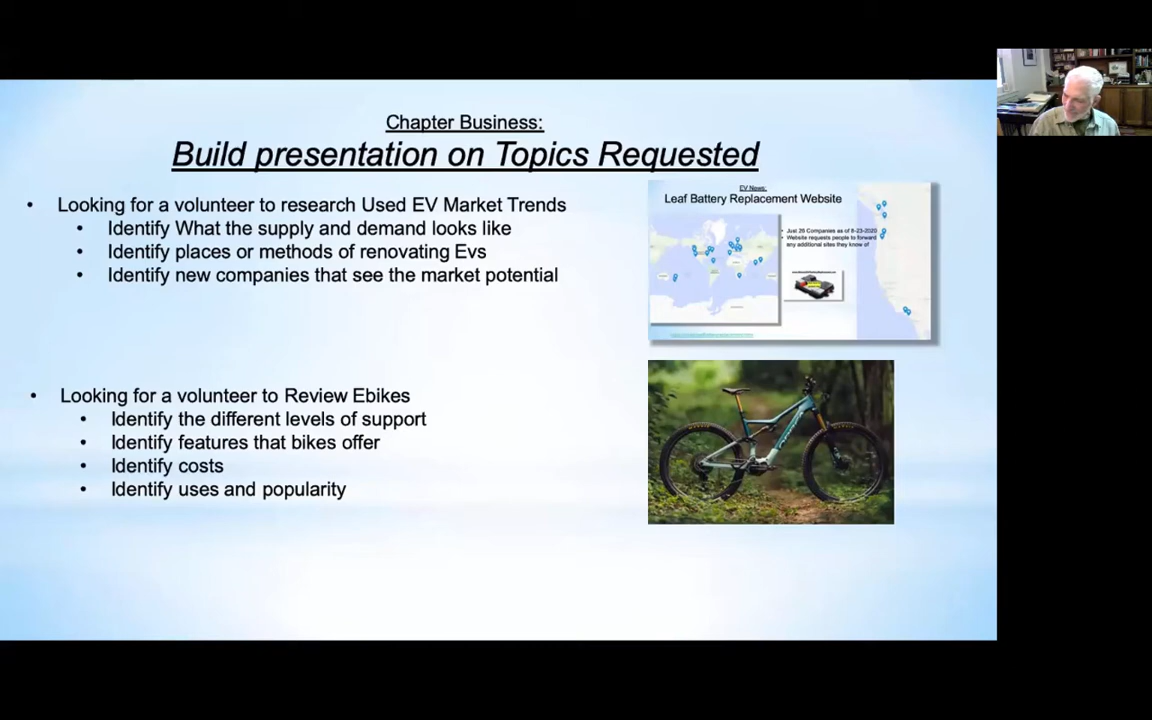 Chapter Business:
Build presentation on Topics Requested
• Looking for a volunteer to research Used EV Market Trends
• Identify What the supply and demand looks like
• Identify places or methods of renovating Evs
• Identify new companies that see the market potential
EV News:
Leaf Battery Replacement Website
• Just 26 Companies as of 8-23-2020
• Website requests people to forward
any additional sites they know of
• Looking for a volunteer to Review Ebikes
• Identify the different levels of support
• Identify features that bikes offer
• Identify costs
• Identify uses and popularity